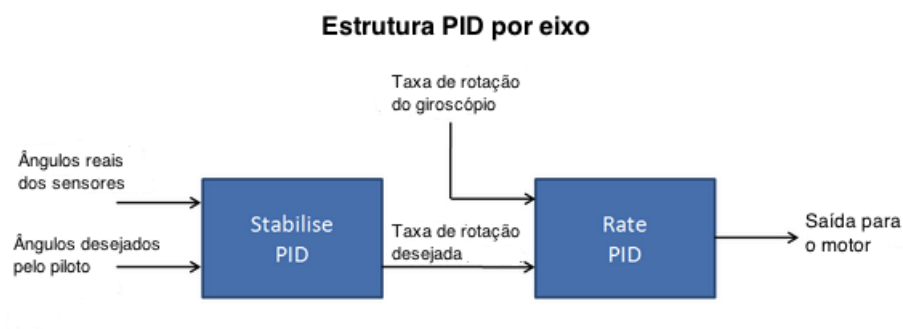 Estrutura PID por eixo
Taxa de rotação
do giroscópio
Ângulos reais
dos sensores
Stabilise
PID
Ângulos desejados
pelo piloto
Taxa de rotação
desejada
Rate
PID
Saída para
o motor